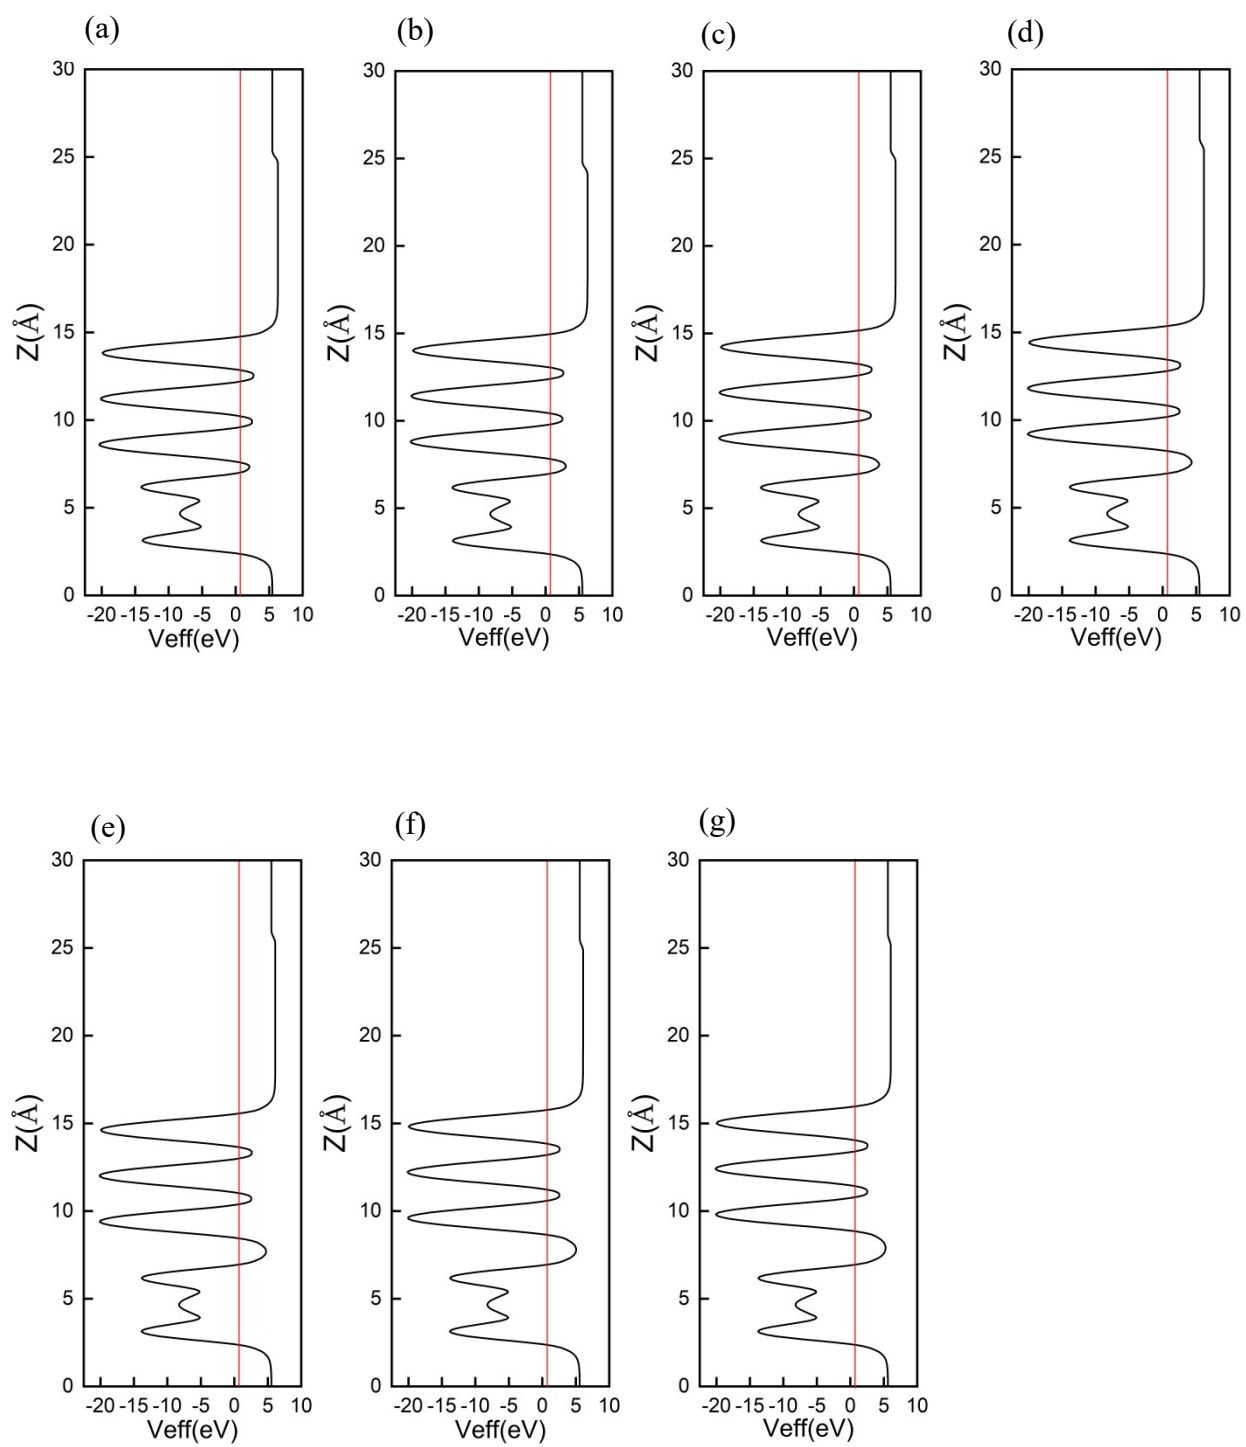 (a) (b) (c) (d)
30 30 30 30
25 25 25 25
20 20 20 20
15 15 15 15
10 10 10 10
5 5 5 5
0 0 0 0
Z(Å) Z(Å) Z(Å) Z(Å)
-20 -15 -10 -5 0 5 10 -20 -15 -10 -5 0 5 10 -20 -15 -10 -5 0 5 10 -20 -15 -10 -5 0 5 10
Veff(eV) Veff(eV) Veff(eV) Veff(eV)
(e) (f) (g)
30 30 30
25 25 25
20 20 20
15 15 15
10 10 10
5 5 5
0 0 0
Z(Å) Z(Å) Z(Å)
-20 -15 -10 -5 0 5 10 -20 -15 -10 -5 0 5 10 -20 -15 -10 -5 0 5 10
Veff(eV) Veff(eV) Veff(eV)